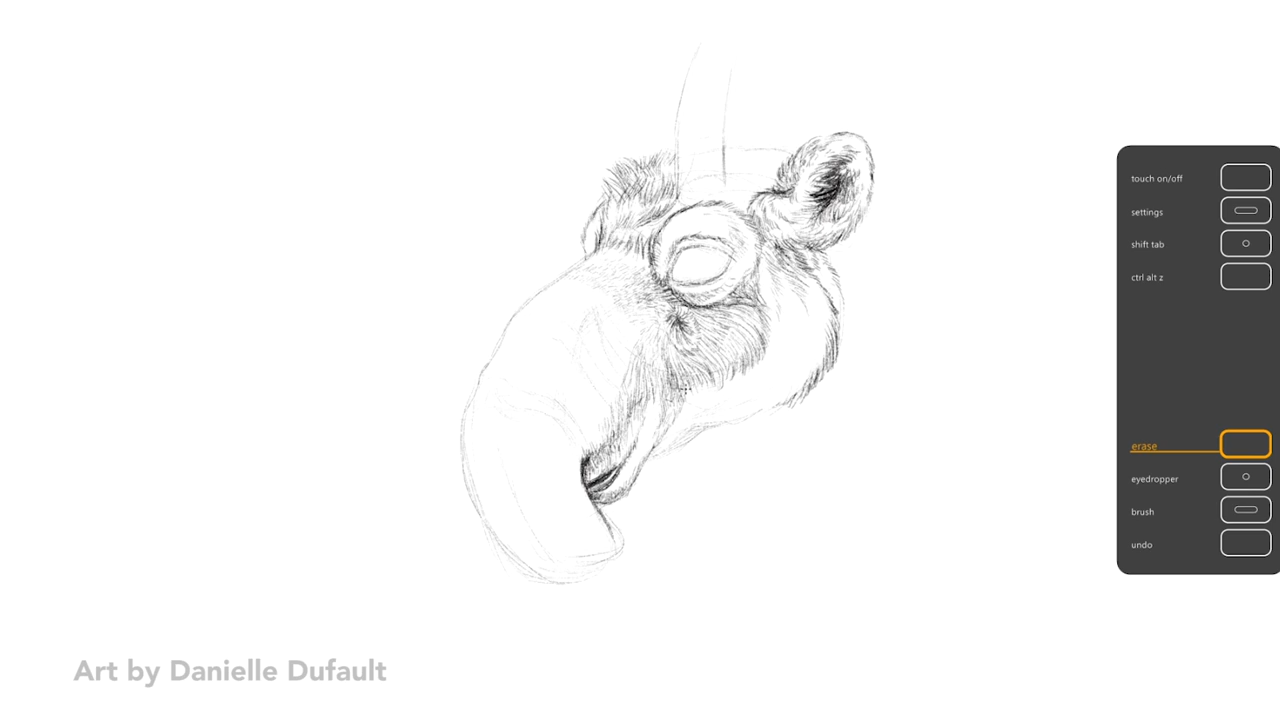 touch on/off
settings
shift tab
ctrl alt z
erase
eyedropper
brush
undo
Art by Danielle Dufault